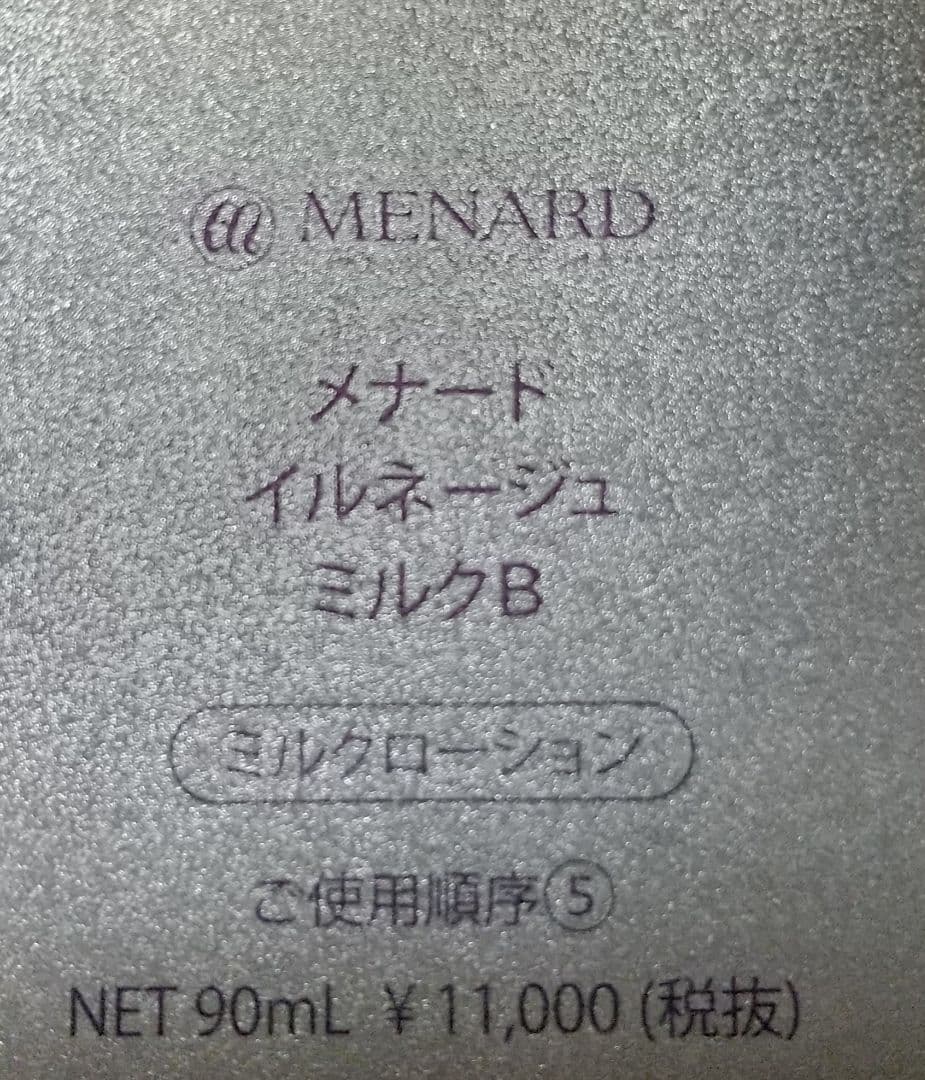 MENARD
メナード
イルネージュ
ミルクB
ミルクローション
ご使用順序⑤
NET 90mL ¥11,000 (税抜)